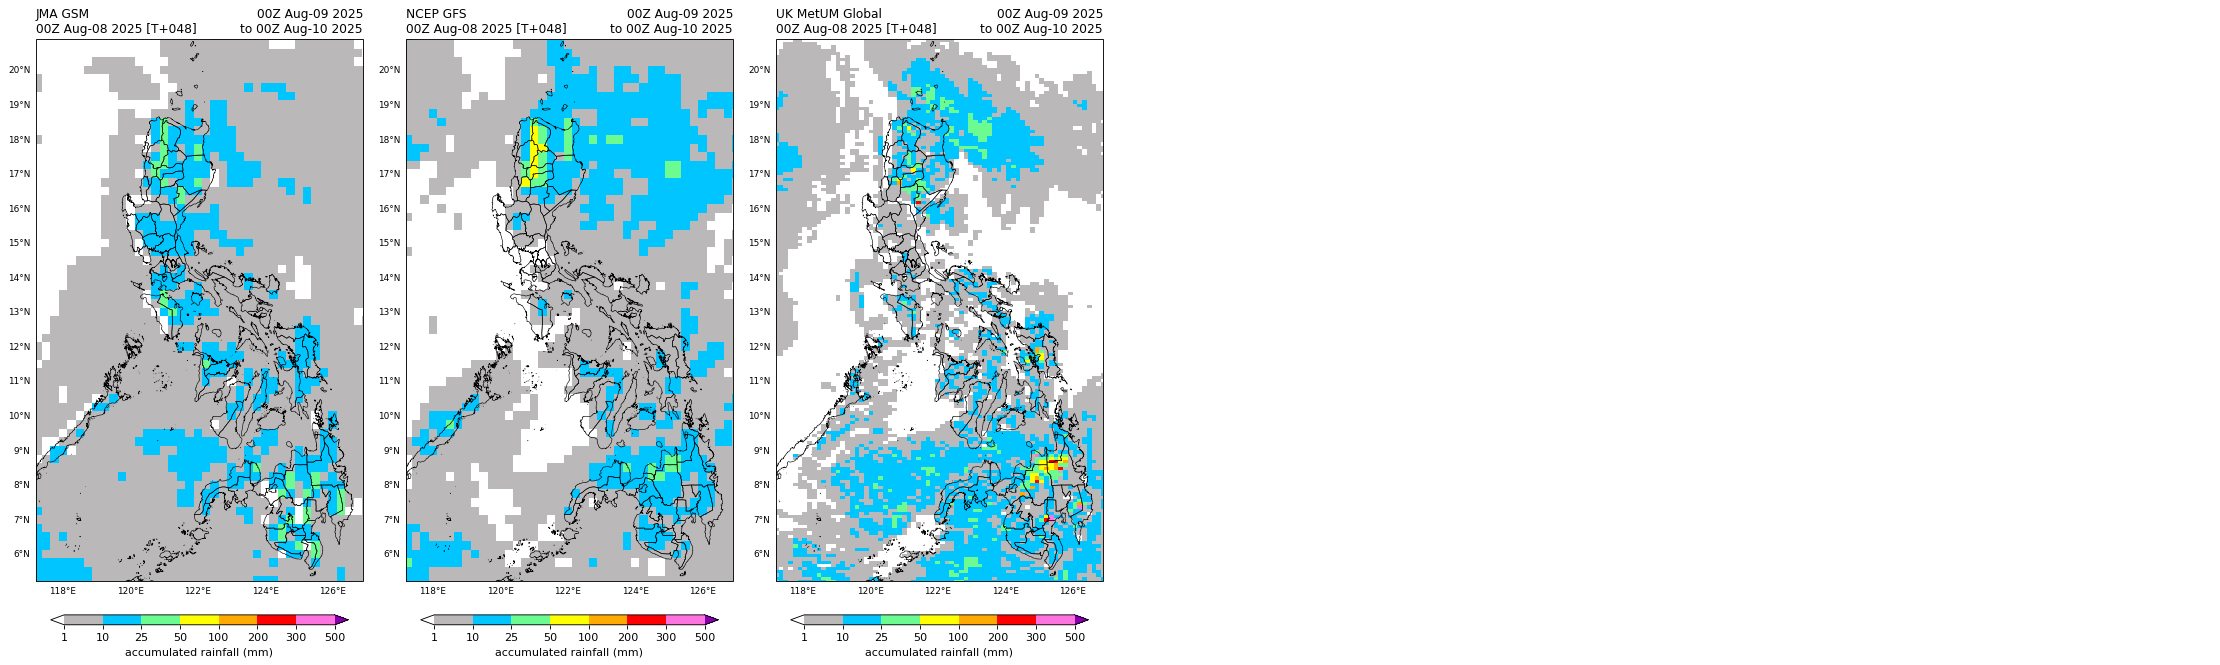 JMA GSM 00Z Aug-09 2025
00Z Aug-08 2025 [T+048] to 00Z Aug-10 2025
20°N
19°N
18°N
17°N
16°N
15°N
14°N
13°N
12°N
11°N
10°N
9°N
8°N
7°N
6°N
118°E 120°E 122°E 124°E 126°E
1 10 25 50 100 200 300 500
accumulated rainfall (mm)
NCEP GFS 00Z Aug-09 2025
00Z Aug-08 2025 [T+048] to 00Z Aug-10 2025
20°N
19°N
18°N
17°N
16°N
15°N
14°N
13°N
12°N
11°N
10°N
9°N
8°N
7°N
6°N
118°E 120°E 122°E 124°E 126°E
1 10 25 50 100 200 300 500
accumulated rainfall (mm)
UK MetUM Global 00Z Aug-09 2025
00Z Aug-08 2025 [T+048] to 00Z Aug-10 2025
20°N
19°N
18°N
17°N
16°N
15°N
14°N
13°N
12°N
11°N
10°N
9°N
8°N
7°N
6°N
118°E 120°E 122°E 124°E 126°E
1 10 25 50 100 200 300 500
accumulated rainfall (mm)